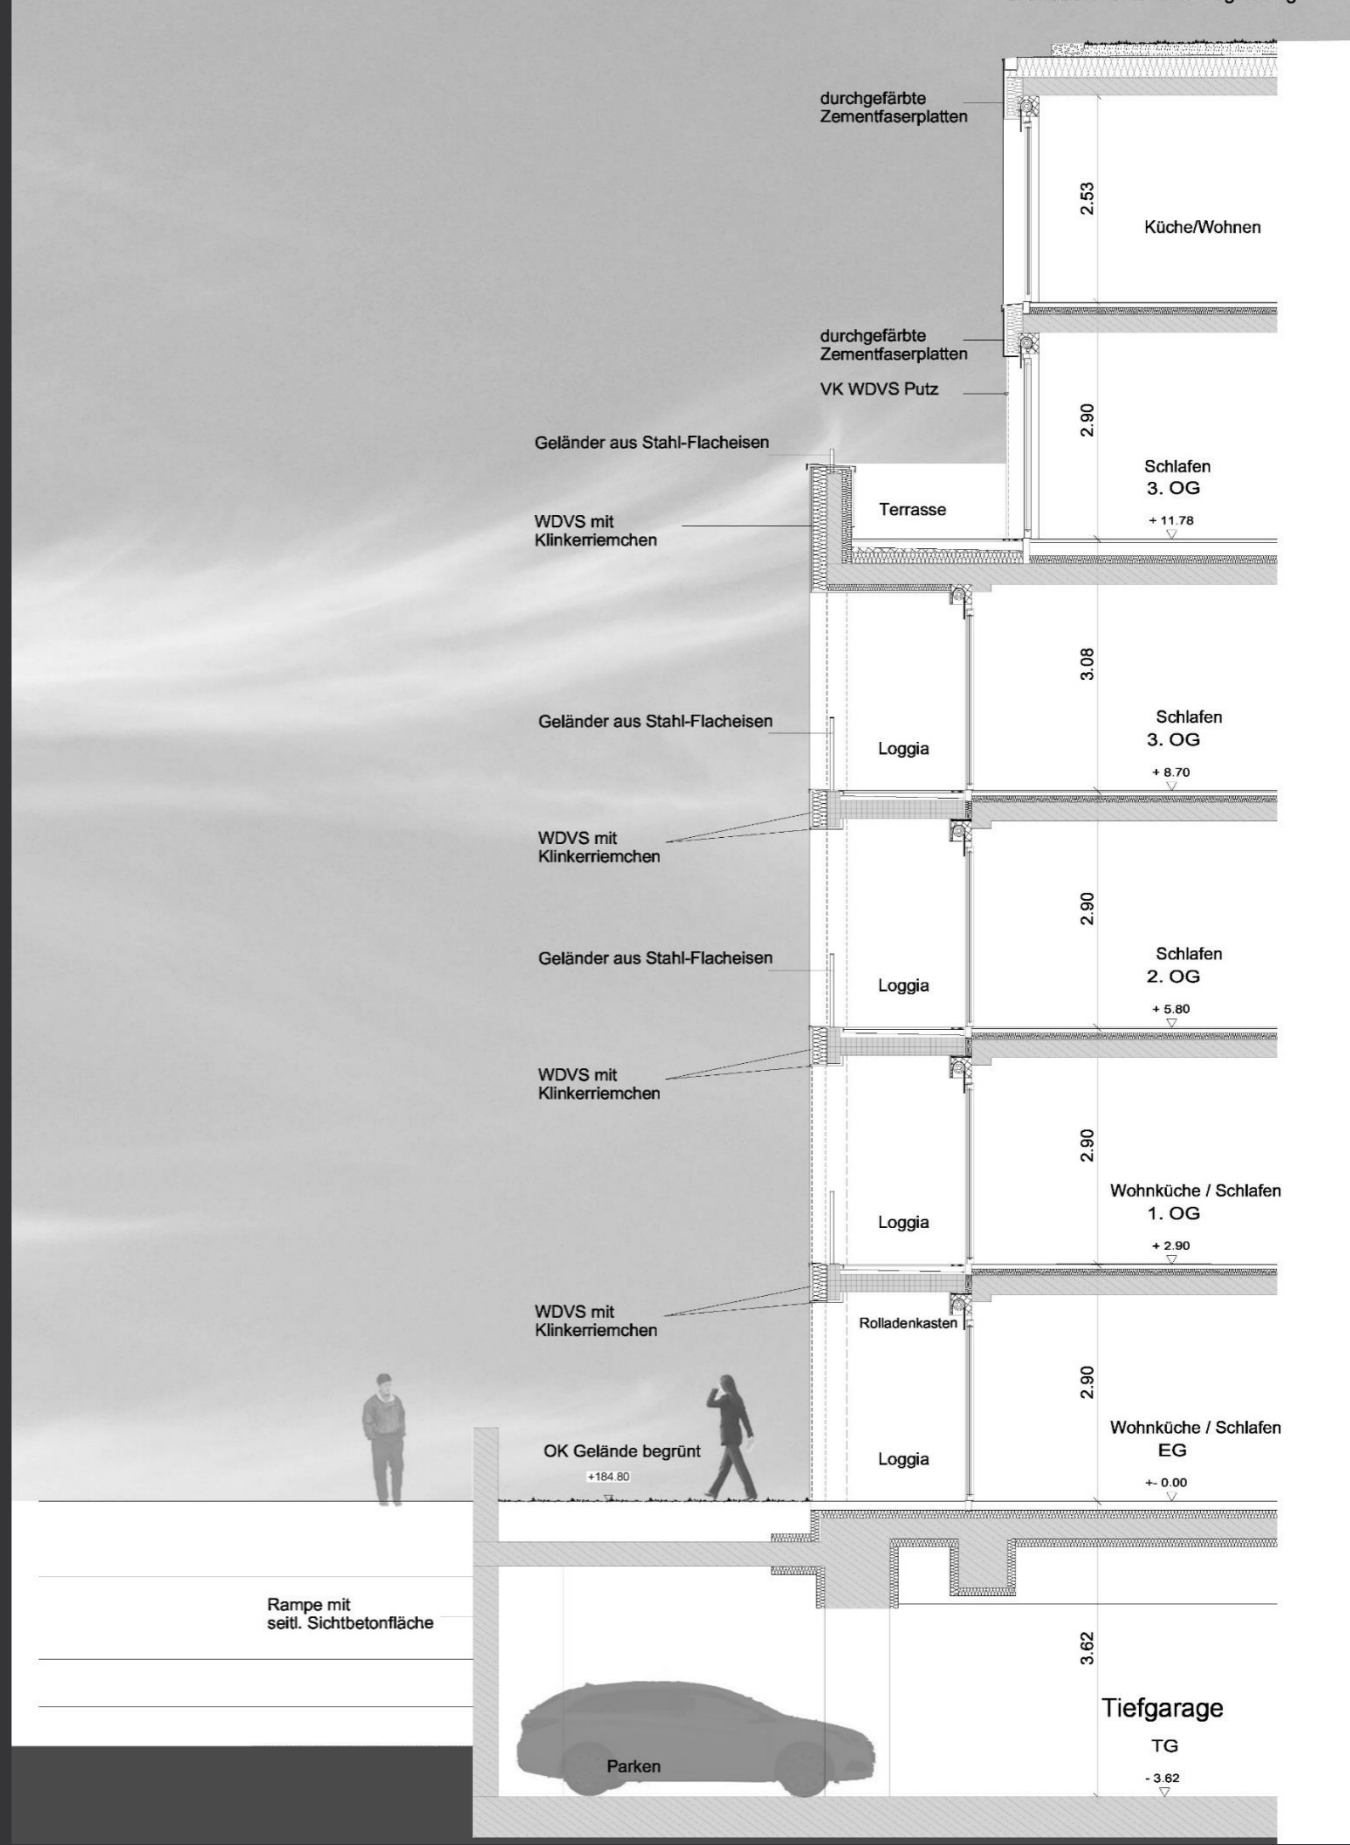 durchgefärbte
Zementfaserplatten
2.53
Küche/Wohnen
durchgefärbte
Zementfaserplatten
VK WDVS Putz
2.90
Geländer aus Stahl-Flacheisen
Schlafen
3. OG
+ 11.78
Terrasse
WDVS mit
Klinkerriemchen
3.08
Geländer aus Stahl-Flacheisen
Loggia
Schlafen
3. OG
+ 8.70
WDVS mit
Klinkerriemchen
2.90
Geländer aus Stahl-Flacheisen
Loggia
Schlafen
2. OG
+ 5.80
WDVS mit
Klinkerriemchen
2.90
Loggia
Wohnküche / Schlafen
1. OG
+ 2.90
WDVS mit
Klinkerriemchen
Rolladenkasten
2.90
OK Gelände begrünt
+184.80
Loggia
Wohnküche / Schlafen
EG
+- 0.00
Rampe mit
seitl. Sichtbetonfläche
3.62
Tiefgarage
TG
- 3.62
Parken